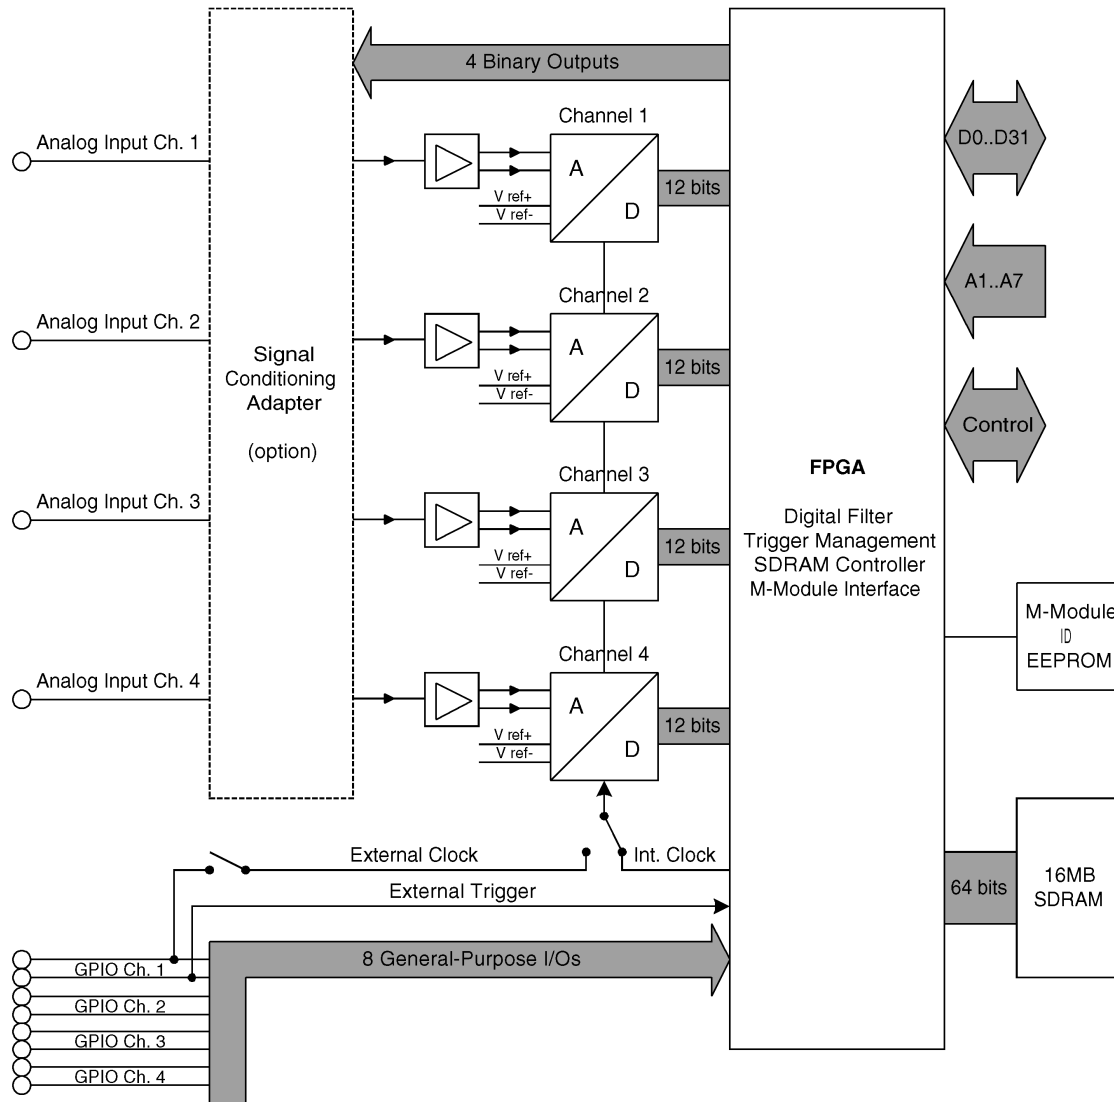 4 Binary Outputs
Analog Input Ch. 1
Channel 1
A
D
V ref+
V ref-
12 bits
D0..D31
A1..A7
Analog Input Ch. 2
Channel 2
A
D
V ref+
V ref-
12 bits
Signal
Conditioning
Adapter
(option)
Control
FPGA
Digital Filter
Trigger Management
SDRAM Controller
M-Module Interface
Analog Input Ch. 3
Channel 3
A
D
V ref+
V ref-
12 bits
M-Module
ID
EEPROM
Analog Input Ch. 4
Channel 4
A
D
V ref+
V ref-
12 bits
External Clock
Int. Clock
External Trigger
64 bits
16MB
SDRAM
8 General-Purpose I/Os
GPIO Ch. 1
GPIO Ch. 2
GPIO Ch. 3
GPIO Ch. 4